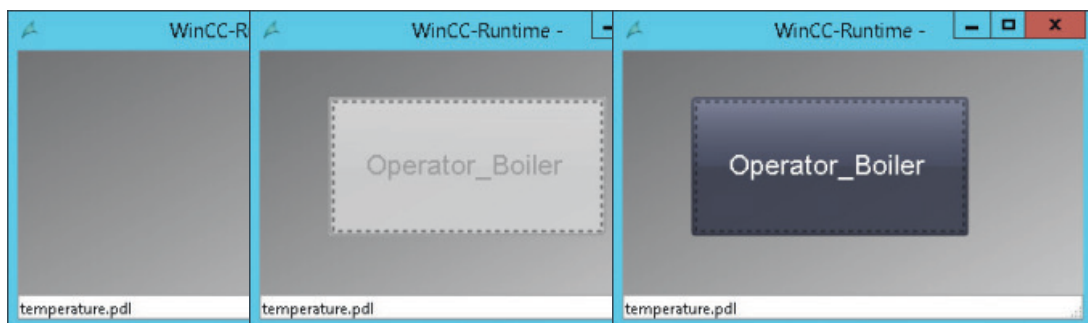 WinCC-R
WinCC-Runtime -
WinCC-Runtime -
Operator_Boiler
Operator_Boiler
temperature.pdl
temperature.pdl
temperature.pdl